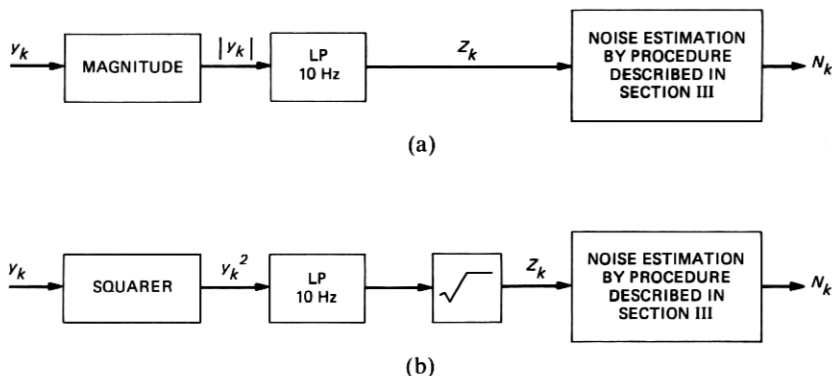 y_k
MAGNITUDE
|y_k|
LP
10 Hz
Z_k
NOISE ESTIMATION
BY PROCEDURE
DESCRIBED IN
SECTION III
N_k
(a)
y_k
SQUARER
y_k^2
LP
10 Hz
√
Z_k
NOISE ESTIMATION
BY PROCEDURE
DESCRIBED IN
SECTION III
N_k
(b)